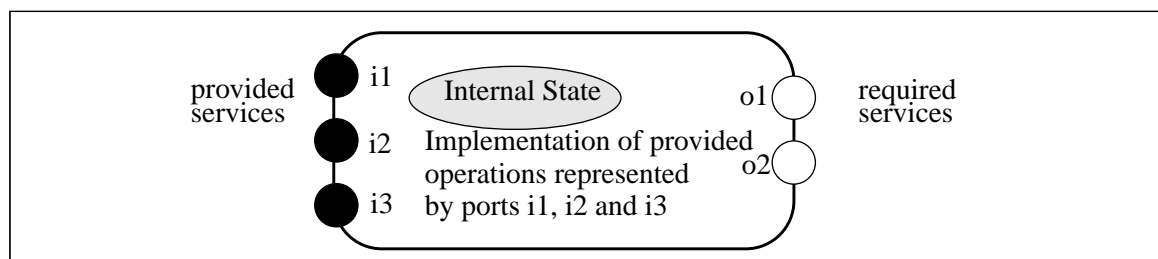 provided
services
i1
i2
i3
Internal State
Implementation of provided
operations represented
by ports i1, i2 and i3
o1
o2
required
services